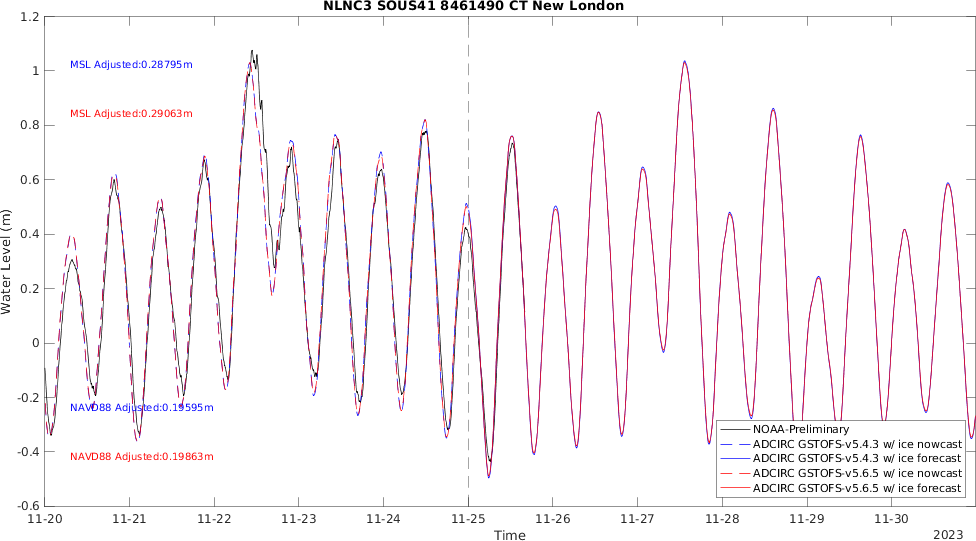 NLNC3 SOUS41 8461490 CT New London
1.2
1
0.8
0.6
0.4
0.2
0
-0.2
-0.4
-0.6
Water Level (m)
MSL Adjusted:0.28795m
MSL Adjusted:0.29063m
NAVD88 Adjusted:0.19595m
NAVD88 Adjusted:0.19863m
NOAA-Preliminary
ADCIRC GSTOFS-v5.4.3 w/ ice nowcast
ADCIRC GSTOFS-v5.4.3 w/ ice forecast
ADCIRC GSTOFS-v5.6.5 w/ ice nowcast
ADCIRC GSTOFS-v5.6.5 w/ ice forecast
11-20 11-21 11-22 11-23 11-24 11-25 11-26 11-27 11-28 11-29 11-30
Time
2023